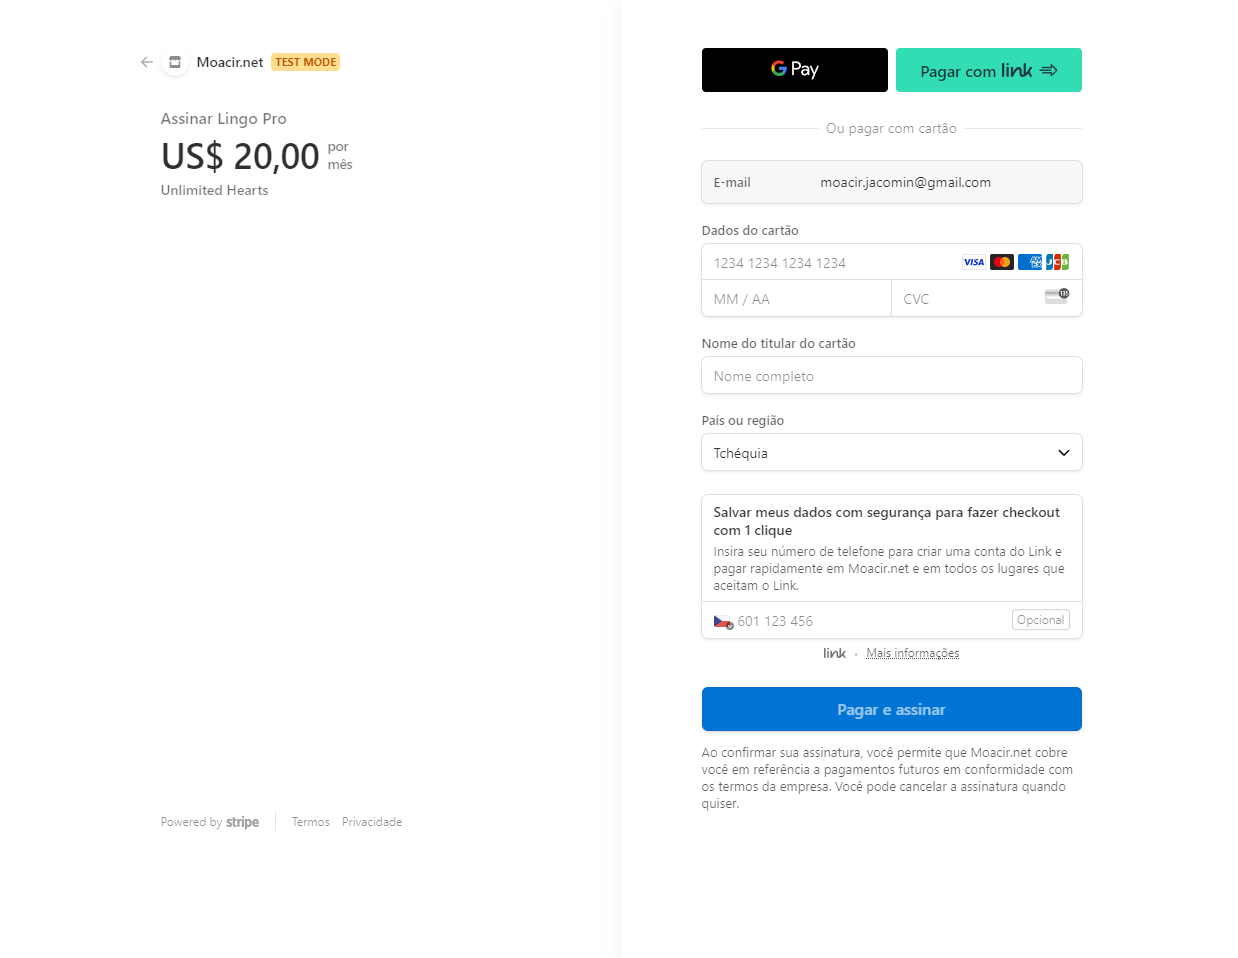 Moacir.net TEST MODE
Assinar Lingo Pro
US$ 20,00 por mês
Unlimited Hearts
Powered by stripe Termos Privacidade
G Pay Pagar com link
Ou pagar com cartão
E-mail moacir.jacomin@gmail.com
Dados do cartão
1234 1234 1234 1234 VISA JCB
MM / AA CVC 135
Nome do titular do cartão
Nome completo
País ou região
Tchéquia
Salvar meus dados com segurança para fazer checkout
com 1 clique
Insira seu número de telefone para criar uma conta do Link e
pagar rapidamente em Moacir.net e em todos os lugares que
aceitam o Link.
601 123 456 Opcional
link • Mais informações
Pagar e assinar
Ao confirmar sua assinatura, você permite que Moacir.net cobre
você em referência a pagamentos futuros em conformidade com
os termos da empresa. Você pode cancelar a assinatura quando
quiser.